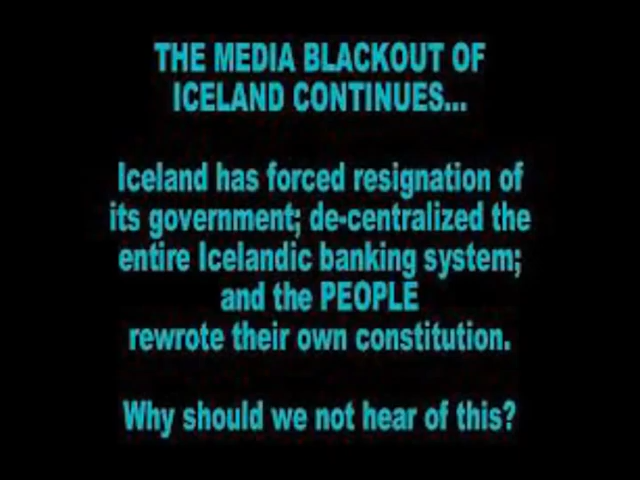 THE MEDIA BLACKOUT OF
ICELAND CONTINUES...
Iceland has forced resignation of
its government; de-centralized the
entire Icelandic banking system;
and the PEOPLE
rewrote their own constitution.
Why should we not hear of this?